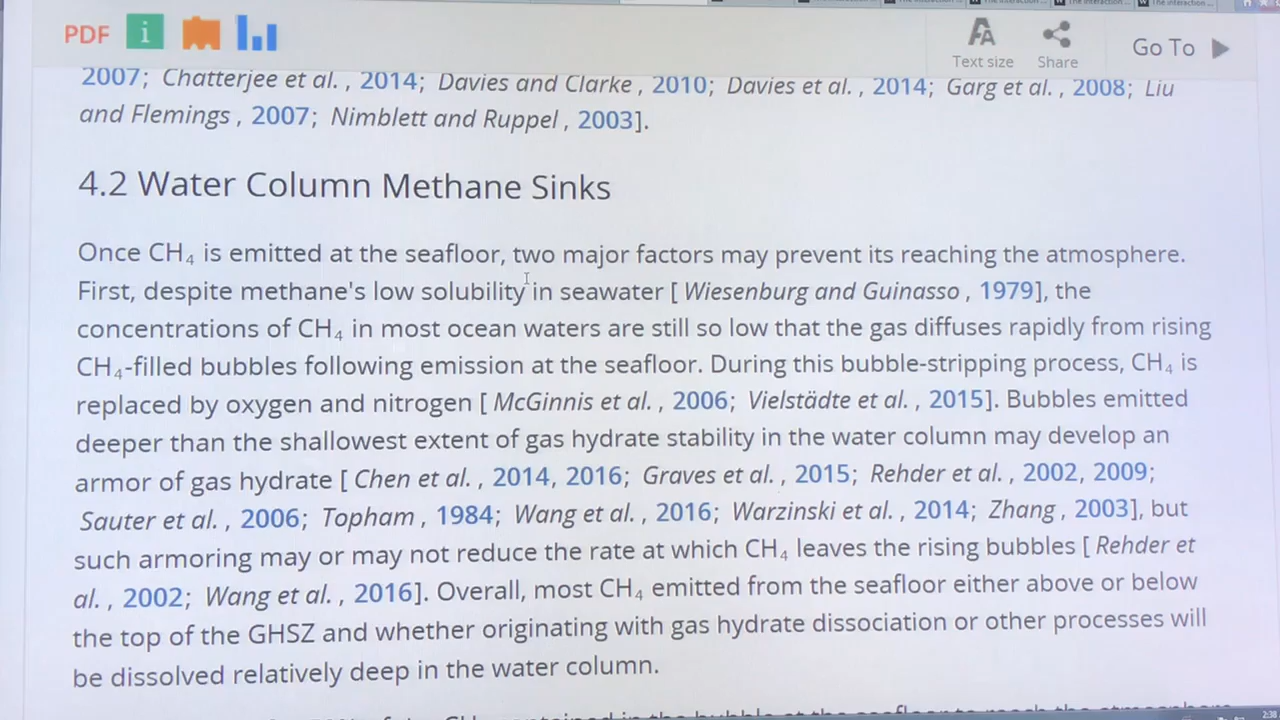 PDF
Text size
Share
Go To
2007; Chatterjee et al. , 2014; Davies and Clarke , 2010; Davies et al. , 2014; Garg et al. , 2008; Liu
and Flemings , 2007; Nimblett and Ruppel , 2003].
4.2 Water Column Methane Sinks
Once CH₄ is emitted at the seafloor, two major factors may prevent its reaching the atmosphere.
First, despite methane's low solubility in seawater [ Wiesenburg and Guinasso , 1979], the
concentrations of CH₄ in most ocean waters are still so low that the gas diffuses rapidly from rising
CH₄-filled bubbles following emission at the seafloor. During this bubble-stripping process, CH₄ is
replaced by oxygen and nitrogen [ McGinnis et al. , 2006; Vielstädte et al. , 2015]. Bubbles emitted
deeper than the shallowest extent of gas hydrate stability in the water column may develop an
armor of gas hydrate [ Chen et al. , 2014, 2016; Graves et al. , 2015; Rehder et al. , 2002, 2009;
Sauter et al. , 2006; Topham , 1984; Wang et al. , 2016; Warzinski et al. , 2014; Zhang , 2003], but
such armoring may or may not reduce the rate at which CH₄ leaves the rising bubbles [ Rehder et
al. , 2002; Wang et al. , 2016]. Overall, most CH₄ emitted from the seafloor either above or below
the top of the GHSZ and whether originating with gas hydrate dissociation or other processes will
be dissolved relatively deep in the water column.